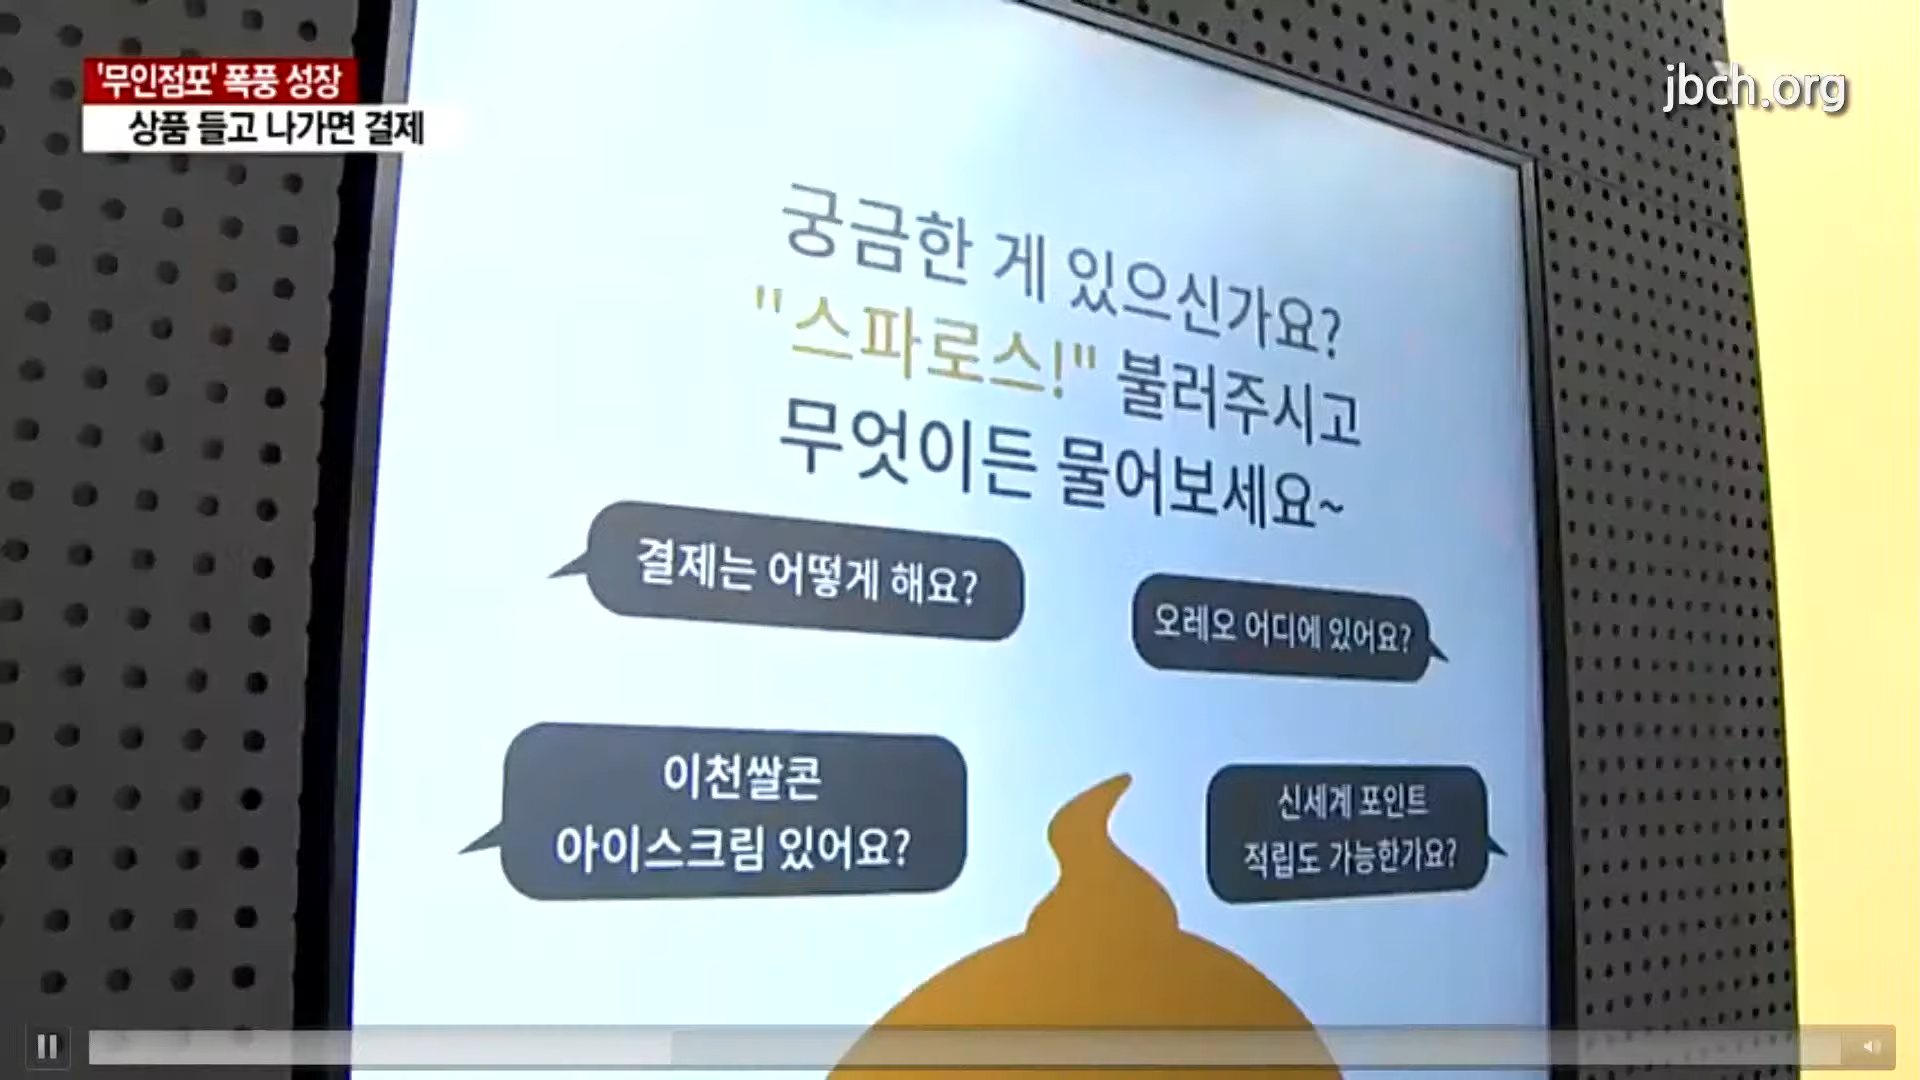 '무인점포' 폭풍 성장
상품 들고 나가면 결제
jbch.org
궁금한 게 있으신가요?
"스파로스!" 불러주시고
무엇이든 물어보세요~
결제는 어떻게 해요?
오레오 어디에 있어요?
이천쌀콘
아이스크림 있어요?
신세계 포인트
적립도 가능한가요?